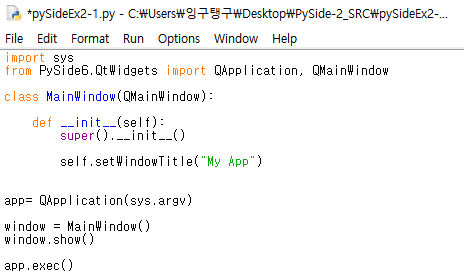 *pySideEx2-1.py - C:₩Users₩잉구탱구₩Desktop₩PySide-2_SRC₩pySideEx2-...
File Edit Format Run Options Window Help
import sys
from PySide6.QtWidgets import QApplication, QMainWindow
class MainWindow(QMainWindow):
def __init__(self):
super().__init__()
self.setWindowTitle("My App")
app= QApplication(sys.argv)
window = MainWindow()
window.show()
app.exec()